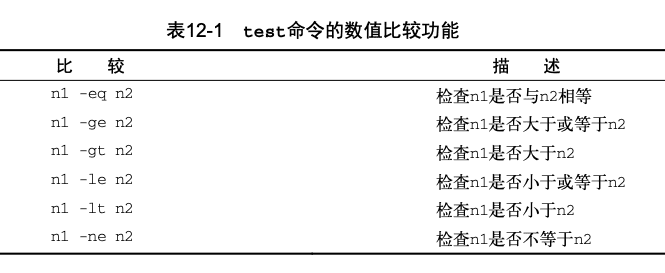 表12-1 test命令的数值比较功能
比 较 描 述
n1 -eq n2 检查n1是否与n2相等
n1 -ge n2 检查n1是否大于或等于n2
n1 -gt n2 检查n1是否大于n2
n1 -le n2 检查n1是否小于或等于n2
n1 -lt n2 检查n1是否小于n2
n1 -ne n2 检查n1是否不等于n2